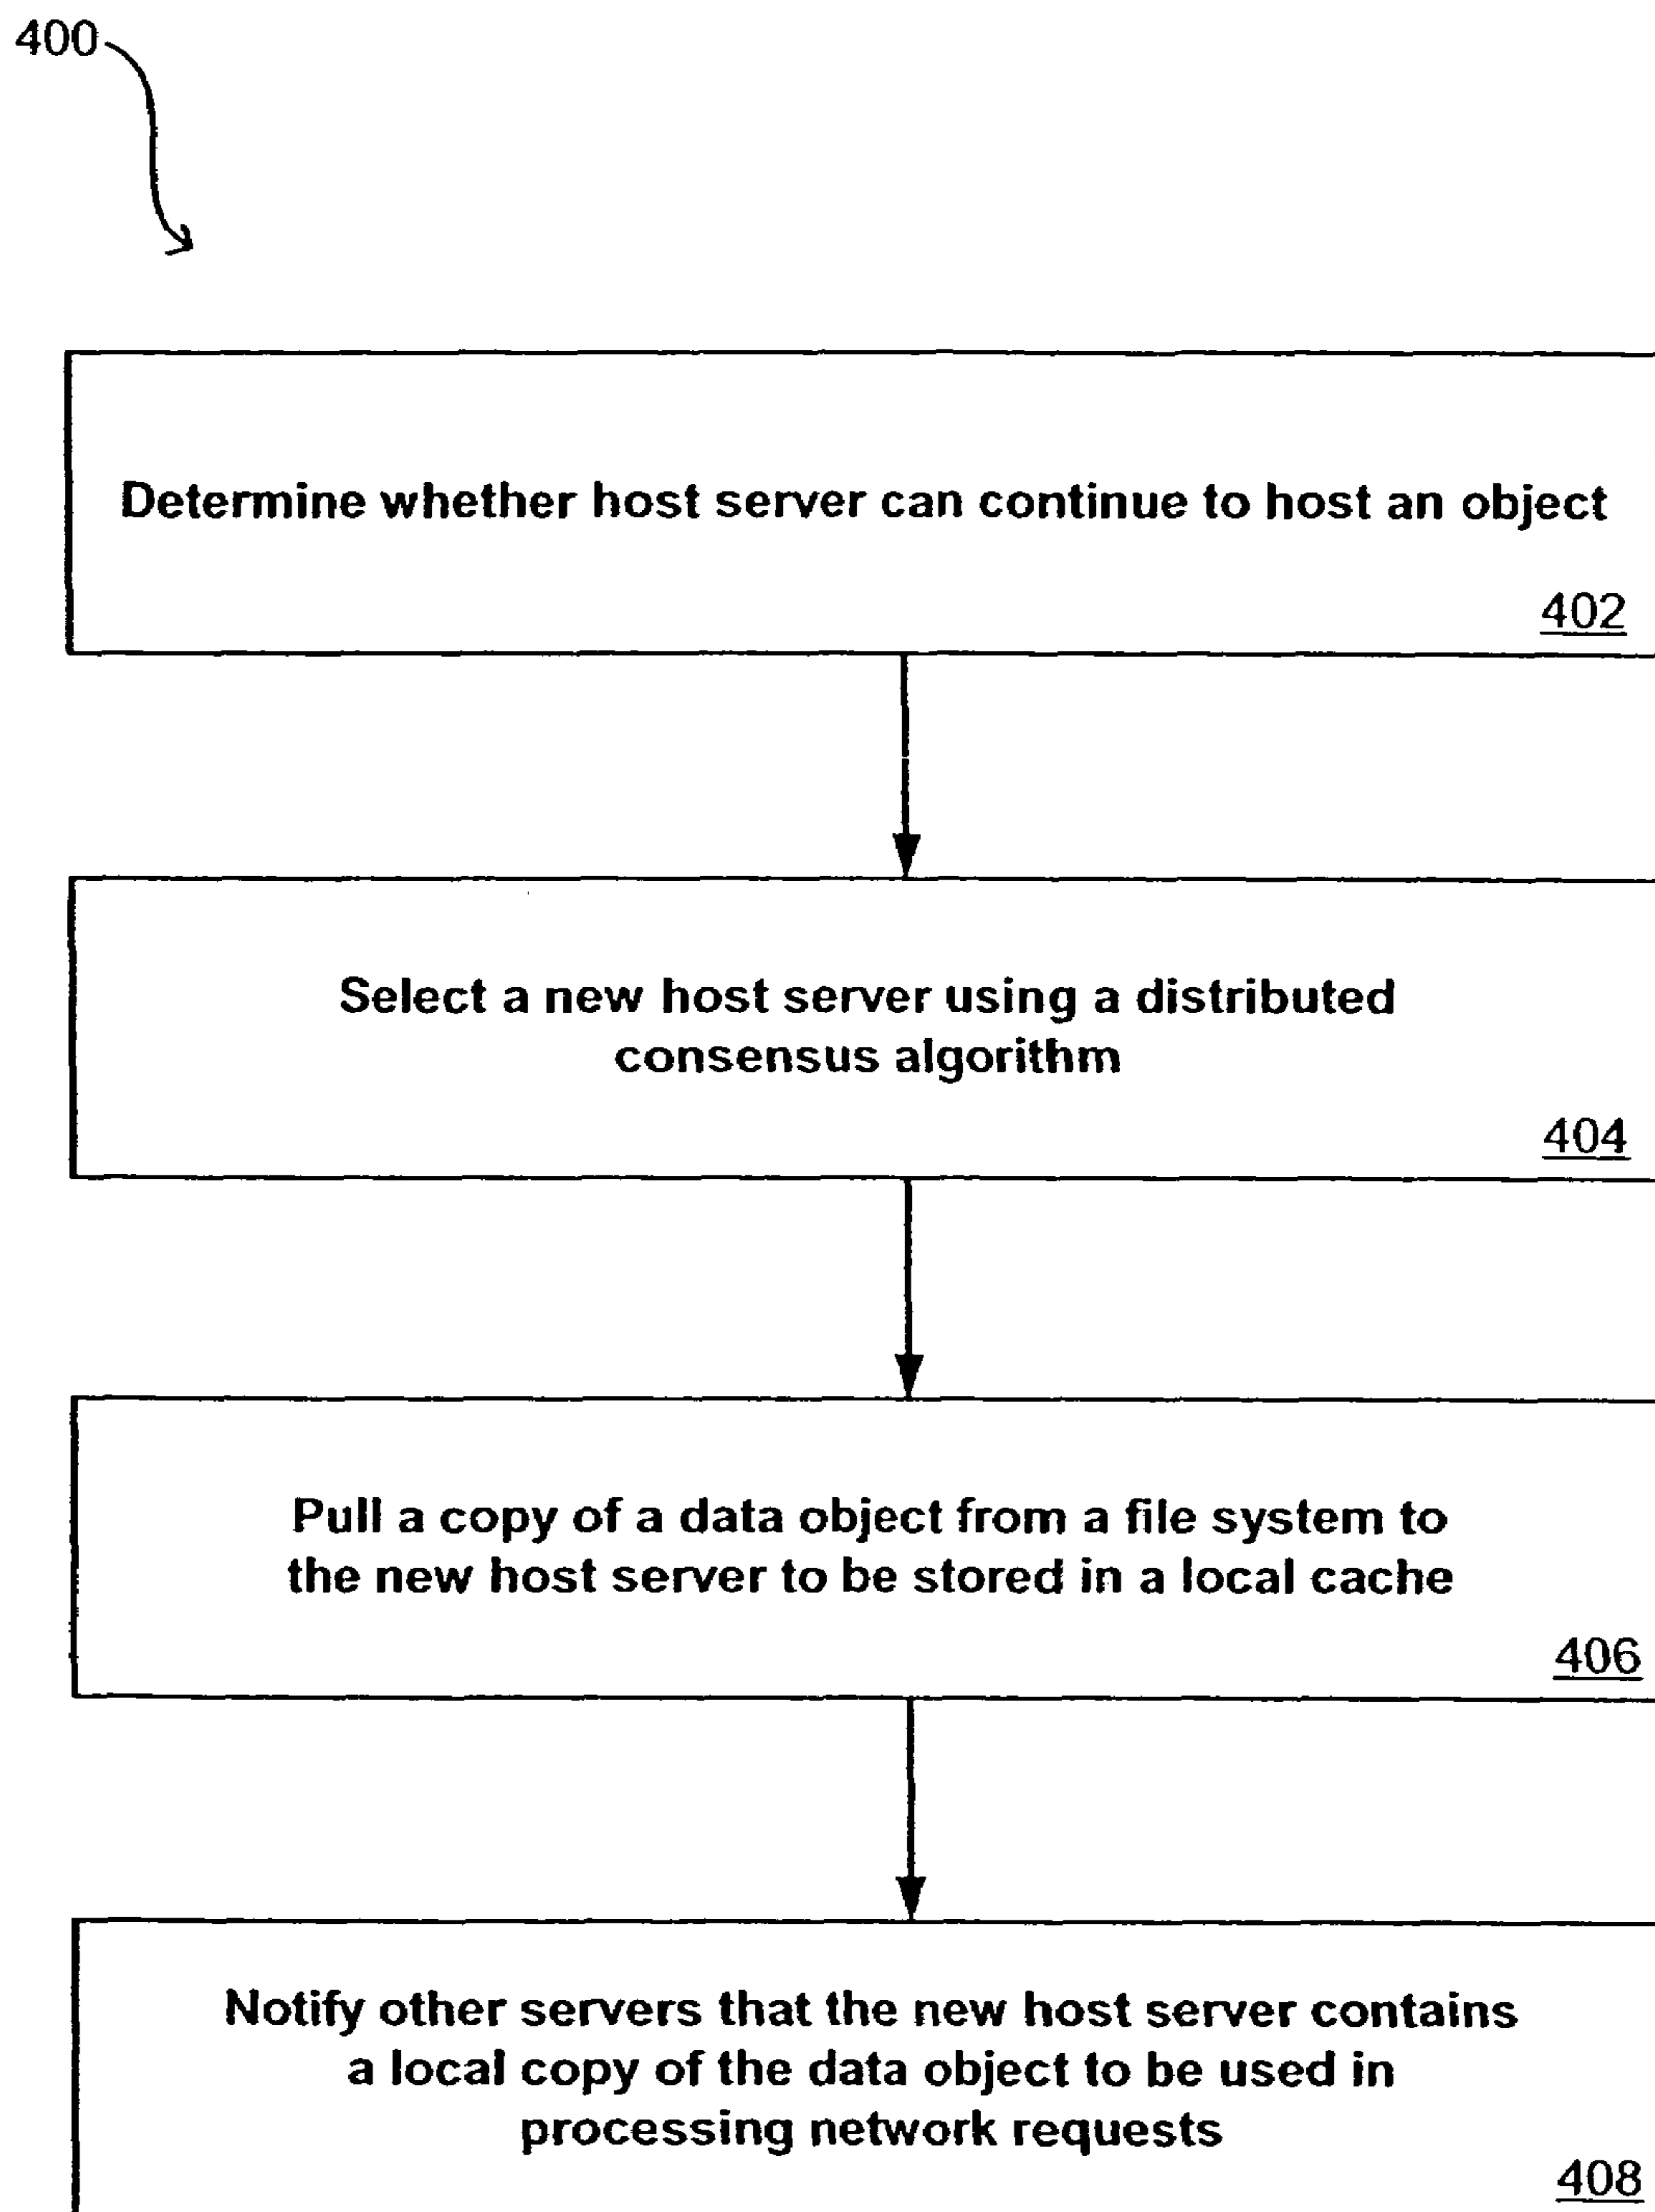 400
Determine whether host server can continue to host an object
402
Select a new host server using a distributed
consensus algorithm
404
Pull a copy of a data object from a file system to
the new host server to be stored in a local cache
406
Notify other servers that the new host server contains
a local copy of the data object to be used in
processing network requests
408